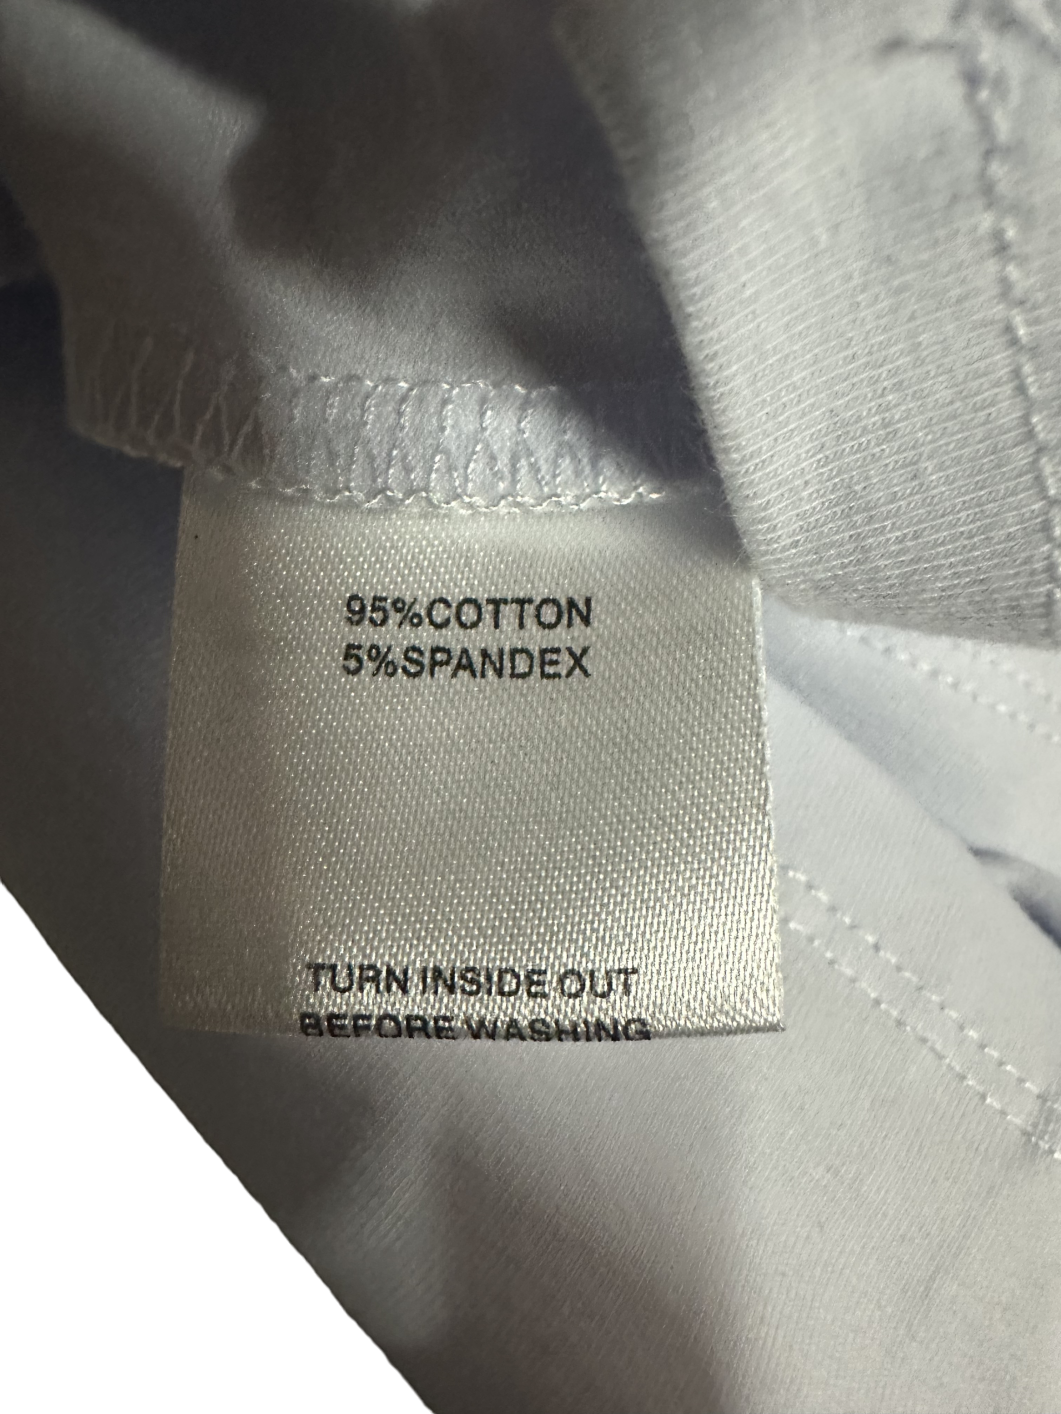 95%COTTON
5%SPANDEX
TURN INSIDE OUT
BEFORE WASHING